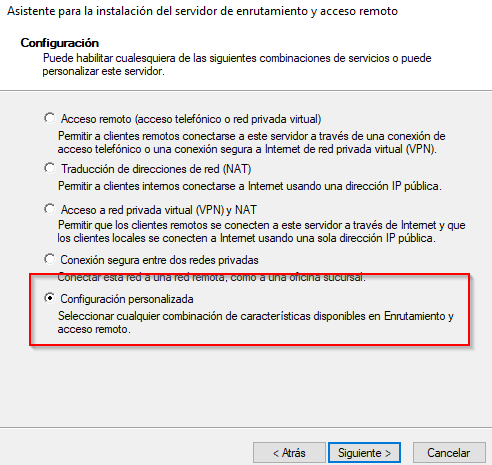 Asistente para la instalación del servidor de enrutamiento y acceso remoto
Configuración
Puede habilitar cualesquiera de las siguientes combinaciones de servicios o puede
personalizar este servidor.
Acceso remoto (acceso telefónico o red privada virtual)
Permitir a clientes remotos conectarse a este servidor a través de una conexión de
acceso telefónico o una conexión segura a Internet de red privada virtual (VPN).
Traducción de direcciones de red (NAT)
Permitir a clientes internos conectarse a Internet usando una dirección IP pública.
Acceso a red privada virtual (VPN) y NAT
Permitir que los clientes remotos se conecten a este servidor a través de Internet y que
los clientes locales se conecten a Internet usando una sola dirección IP pública.
Conexión segura entre dos redes privadas
Conectar esta red a una red remota, como a una oficina sucursal.
Configuración personalizada
Seleccionar cualquier combinación de características disponibles en Enrutamiento y
acceso remoto.
< Atrás Siguiente > Cancelar